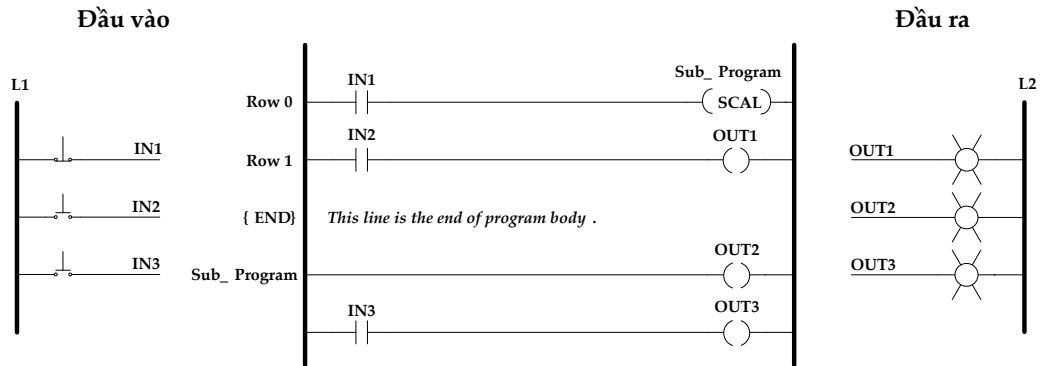 Đầu vào
Đầu ra
L1
L2
IN1
Sub_ Program
Row 0
SCAL
IN1
IN2
OUT1
Row 1
OUT1
IN2
{ END}
This line is the end of program body .
OUT2
IN3
Sub_ Program
OUT2
OUT3
IN3
OUT3